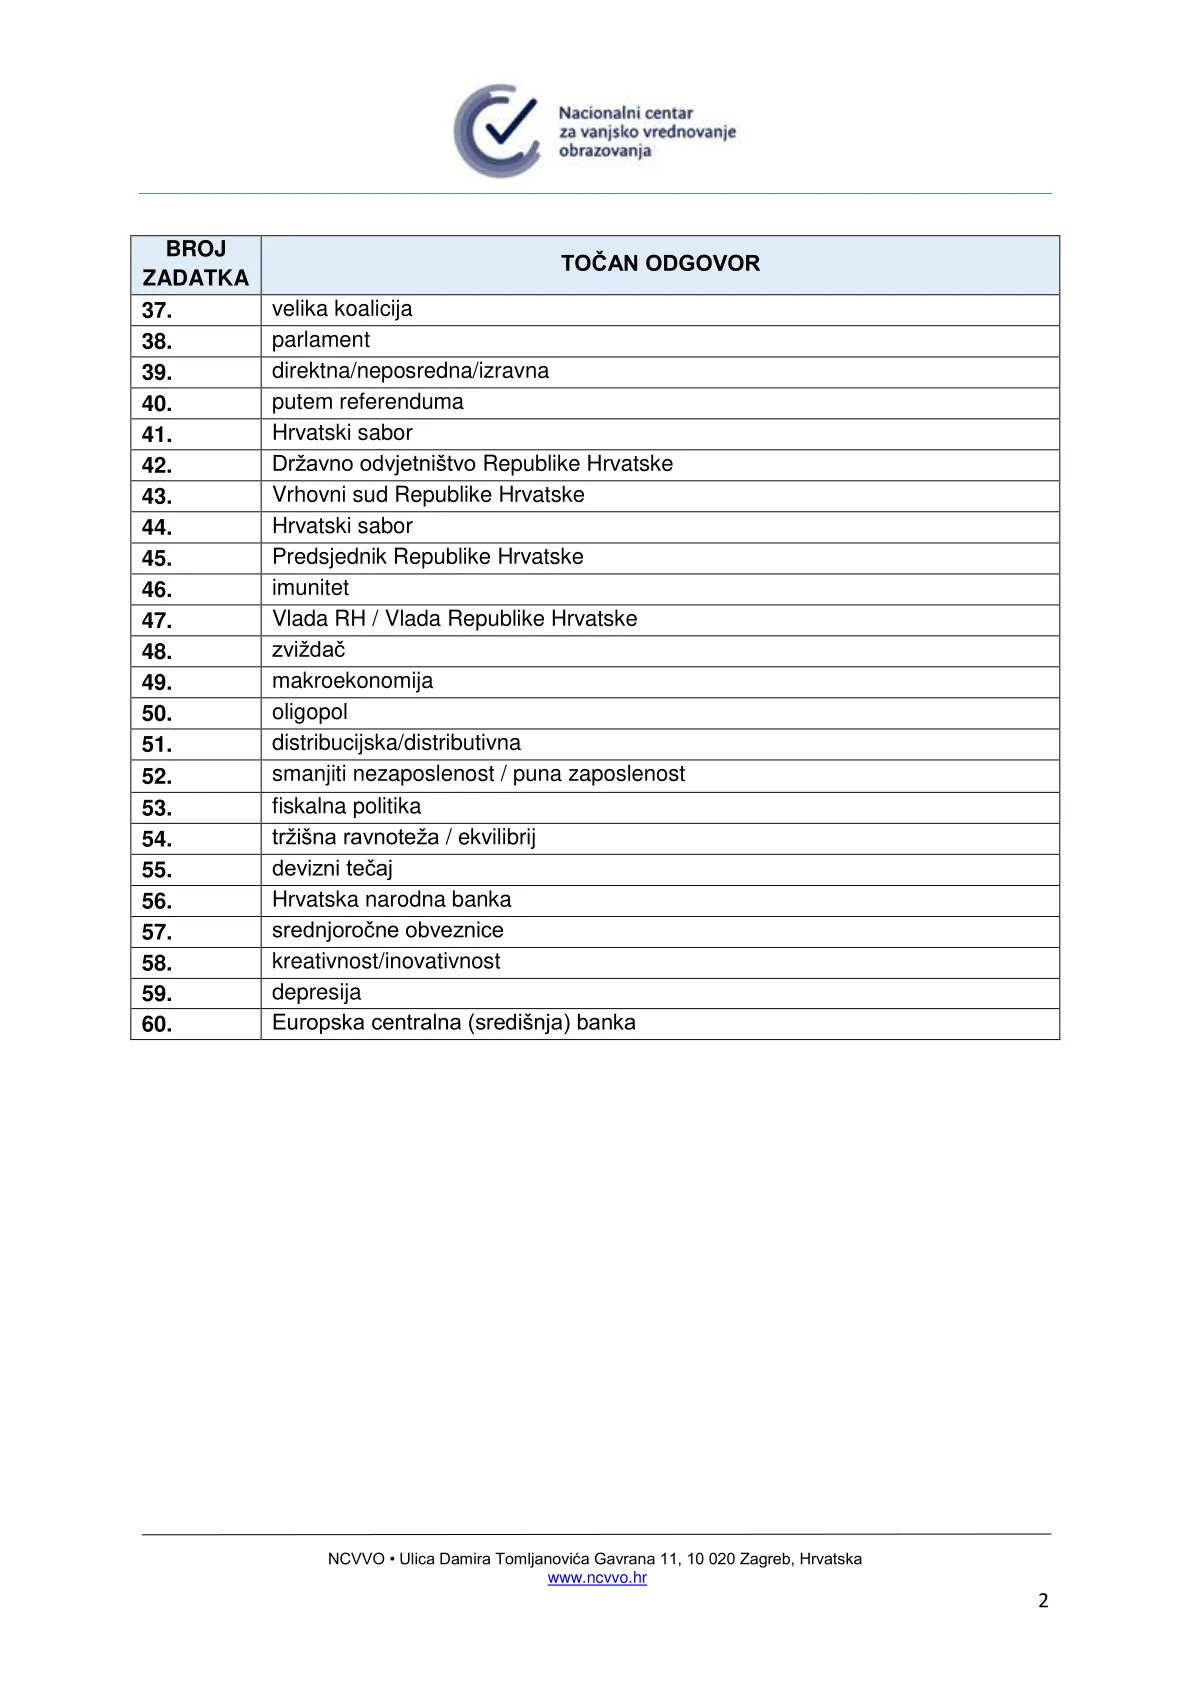 Nacionalni centar
za vanjsko vrednovanje
obrazovanja
BROJ
ZADATKA
TOČAN ODGOVOR
37. velika koalicija
38. parlament
39. direktna/neposredna/izravna
40. putem referenduma
41. Hrvatski sabor
42. Državno odvjetništvo Republike Hrvatske
43. Vrhovni sud Republike Hrvatske
44. Hrvatski sabor
45. Predsjednik Republike Hrvatske
46. imunitet
47. Vlada RH / Vlada Republike Hrvatske
48. zviždač
49. makroekonomija
50. oligopol
51. distribucijska/distributivna
52. smanjiti nezaposlenost / puna zaposlenost
53. fiskalna politika
54. tržišna ravnoteža / ekvilibrij
55. devizni tečaj
56. Hrvatska narodna banka
57. srednjoročne obveznice
58. kreativnost/inovativnost
59. depresija
60. Europska centralna (središnja) banka
NCVVO • Ulica Damira Tomljanovića Gavrana 11, 10 020 Zagreb, Hrvatska
www.ncvvo.hr
2